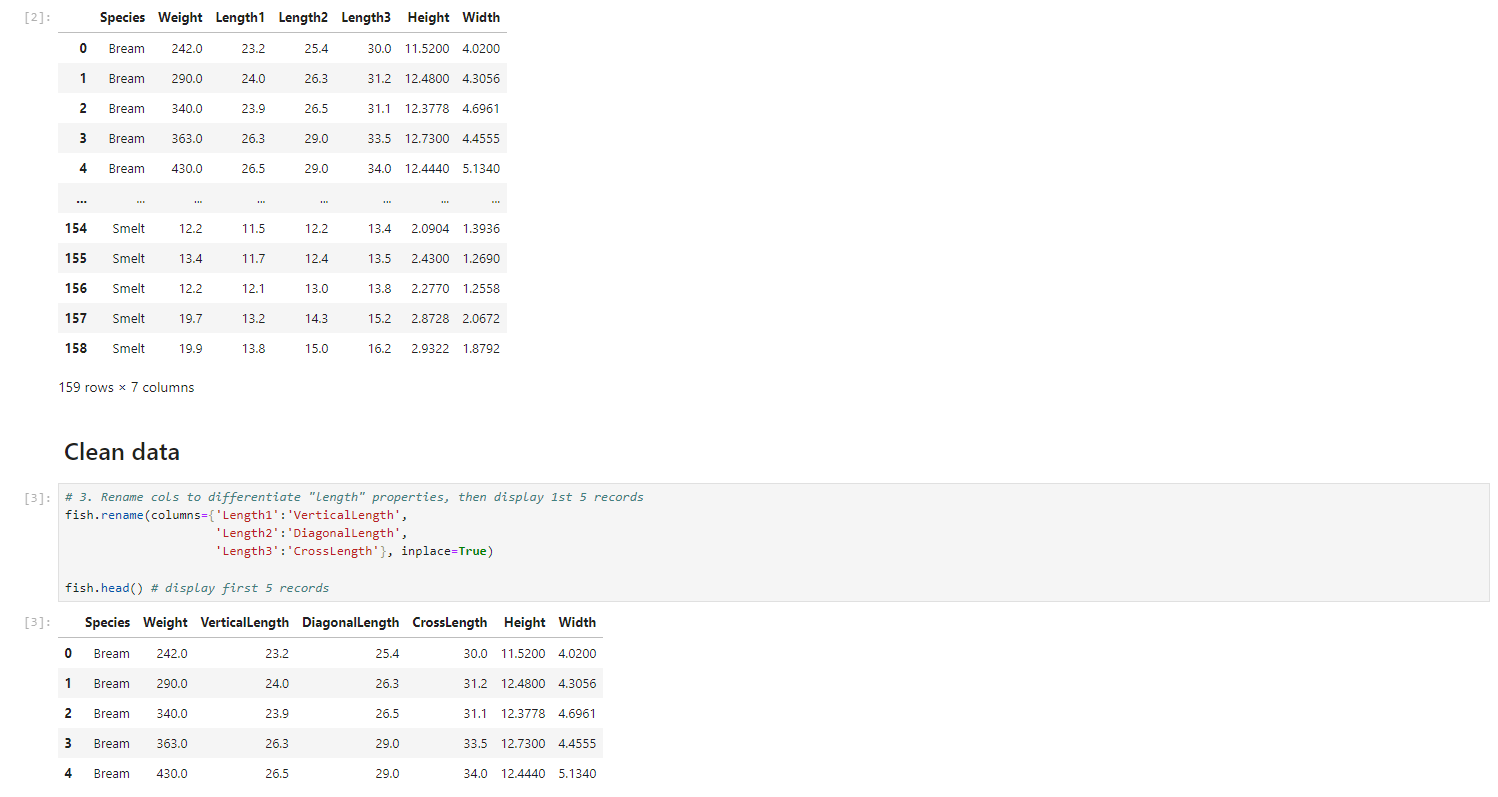 [2]: Species Weight Length1 Length2 Length3 Height Width
0 Bream 242.0 23.2 25.4 30.0 11.5200 4.0200
1 Bream 290.0 24.0 26.3 31.2 12.4800 4.3056
2 Bream 340.0 23.9 26.5 31.1 12.3778 4.6961
3 Bream 363.0 26.3 29.0 33.5 12.7300 4.4555
4 Bream 430.0 26.5 29.0 34.0 12.4440 5.1340
... ... ... ... ... ... ... ...
154 Smelt 12.2 11.5 12.2 13.4 2.0904 1.3936
155 Smelt 13.4 11.7 12.4 13.5 2.4300 1.2690
156 Smelt 12.2 12.1 13.0 13.8 2.2770 1.2558
157 Smelt 19.7 13.2 14.3 15.2 2.8728 2.0672
158 Smelt 19.9 13.8 15.0 16.2 2.9322 1.8792
159 rows × 7 columns
Clean data
[3]: # 3. Rename cols to differentiate "length" properties, then display 1st 5 records
fish.rename(columns={'Length1':'VerticalLength',
'Length2':'DiagonalLength',
'Length3':'CrossLength'}, inplace=True)
fish.head() # display first 5 records
[3]: Species Weight VerticalLength DiagonalLength CrossLength Height Width
0 Bream 242.0 23.2 25.4 30.0 11.5200 4.0200
1 Bream 290.0 24.0 26.3 31.2 12.4800 4.3056
2 Bream 340.0 23.9 26.5 31.1 12.3778 4.6961
3 Bream 363.0 26.3 29.0 33.5 12.7300 4.4555
4 Bream 430.0 26.5 29.0 34.0 12.4440 5.1340